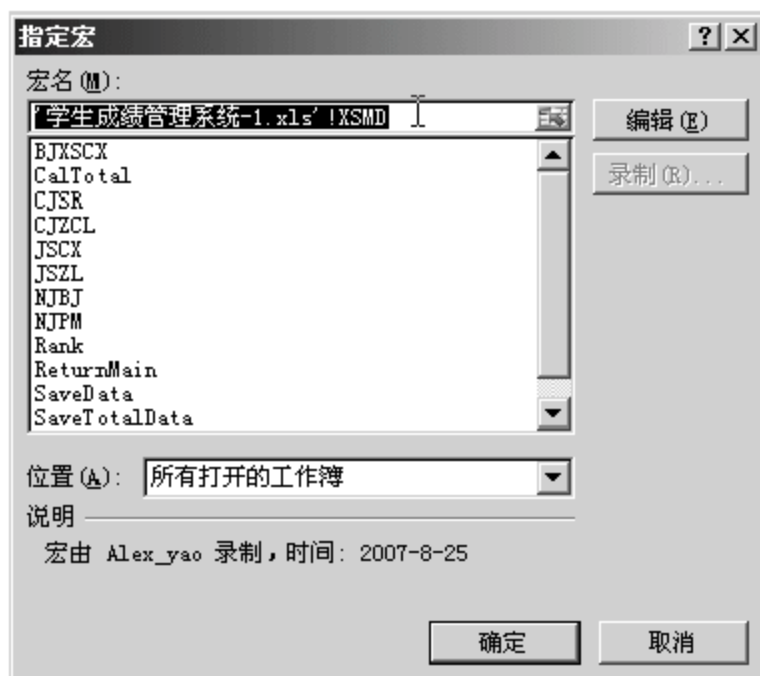 指定宏
宏名(M):
'学生成绩管理系统-1.xls'!XSMD
编辑(E)
录制(R)...
BJXSCX
CalTotal
CJSR
CJZCL
JSCX
JSZL
NJBJ
NJPM
Rank
ReturnMain
SaveData
SaveTotalData
位置(A): 所有打开的工作簿
说明
宏由 Alex_yao 录制,时间: 2007-8-25
确定 取消